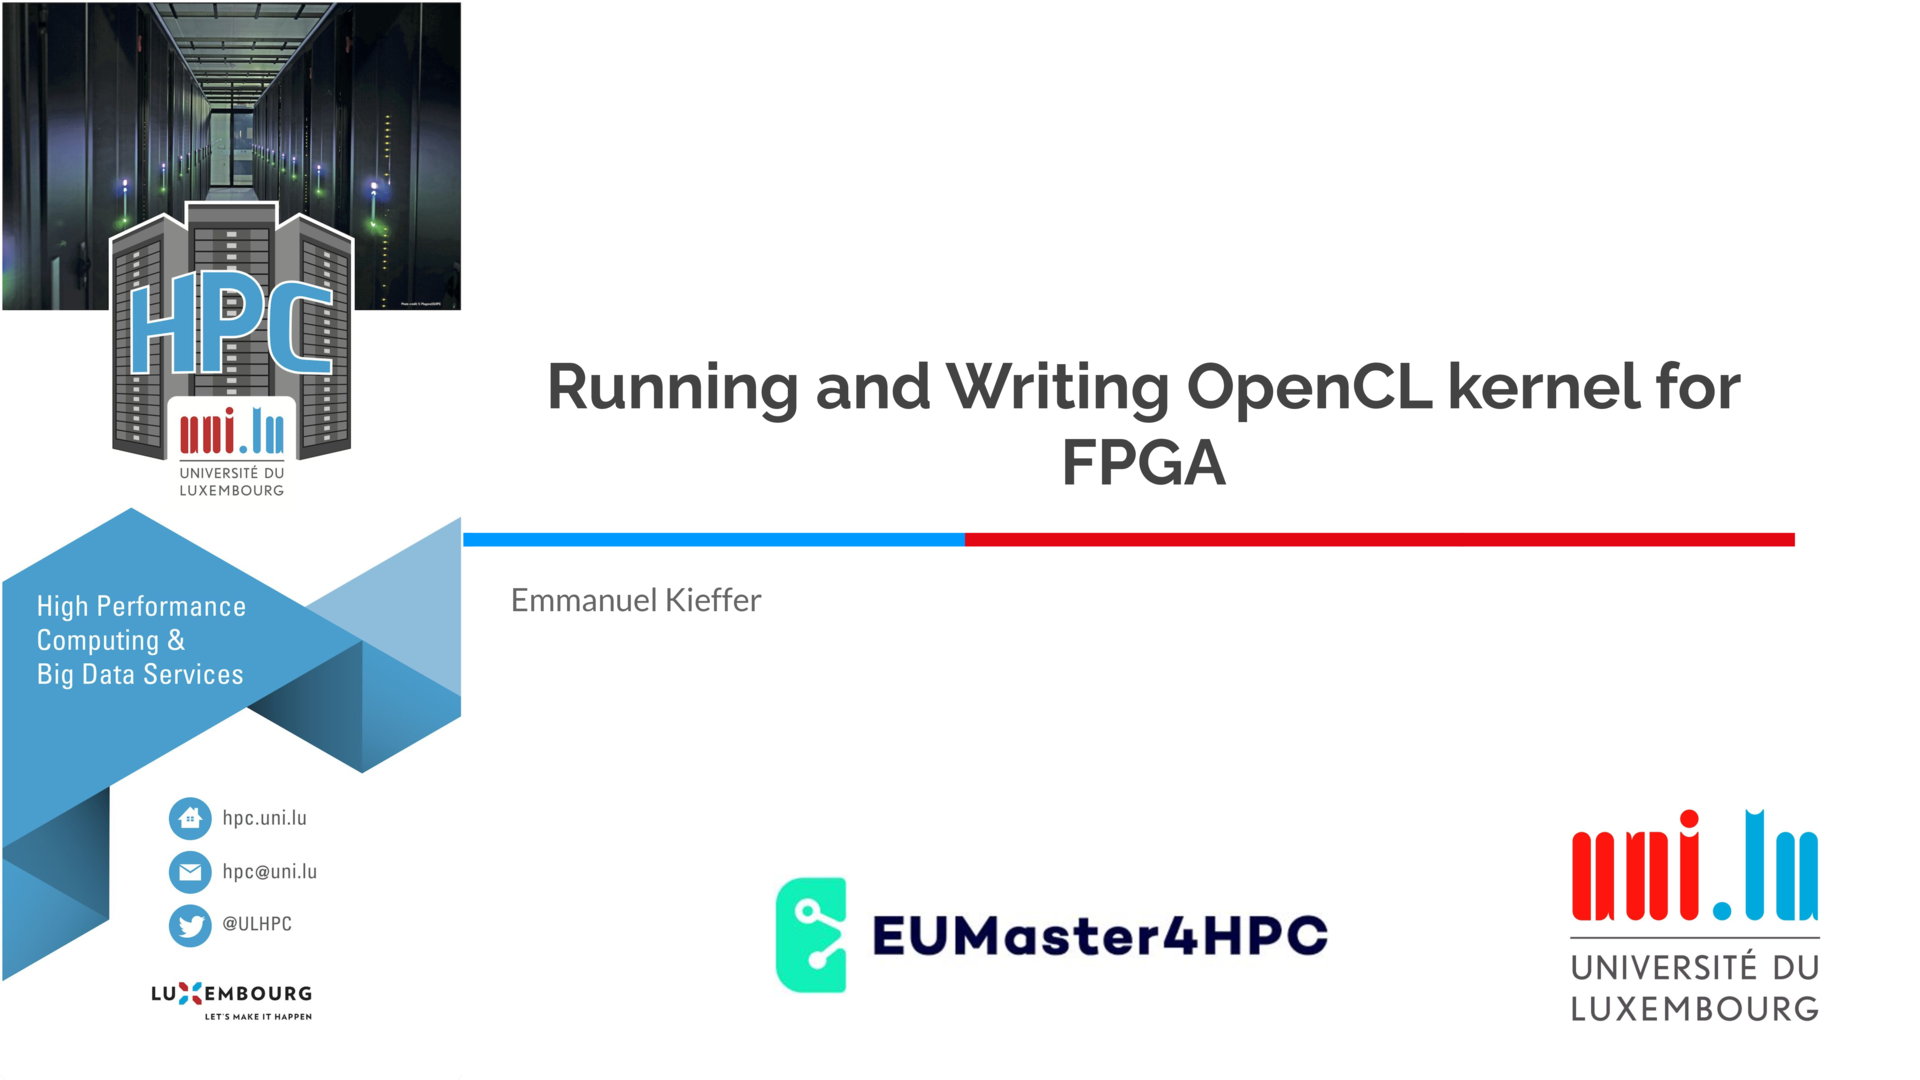 HPC
uni.lu
UNIVERSITÉ DU
LUXEMBOURG
Running and Writing OpenCL kernel for
FPGA
Emmanuel Kieffer
High Performance
Computing &
Big Data Services
hpc.uni.lu
hpc@uni.lu
@ULHPC
LUXEMBOURG
LET'S MAKE IT HAPPEN
EUMaster4HPC
uni.lu
UNIVERSITÉ DU
LUXEMBOURG